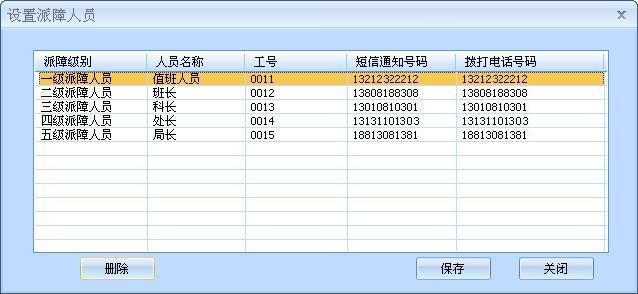 设置派障人员
派障级别 人员名称 工号 短信通知号码 拨打电话号码
一级派障人员 值班人员 0011 13212322212 13212322212
二级派障人员 班长 0012 13808188308 13808188308
三级派障人员 科长 0013 13010810301 13010810301
四级派障人员 处长 0014 13131101303 13131101303
五级派障人员 局长 0015 18813081381 18813081381
删除 保存 关闭